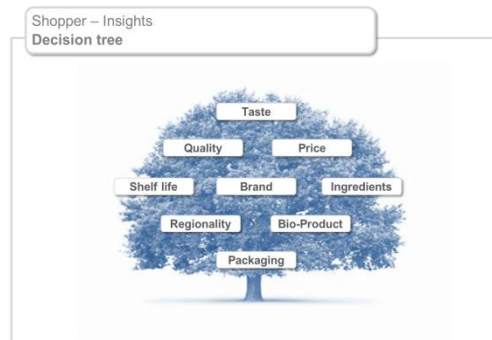 Shopper – Insights
Decision tree
Taste
Quality Price
Shelf life Brand Ingredients
Regionality Bio-Product
Packaging